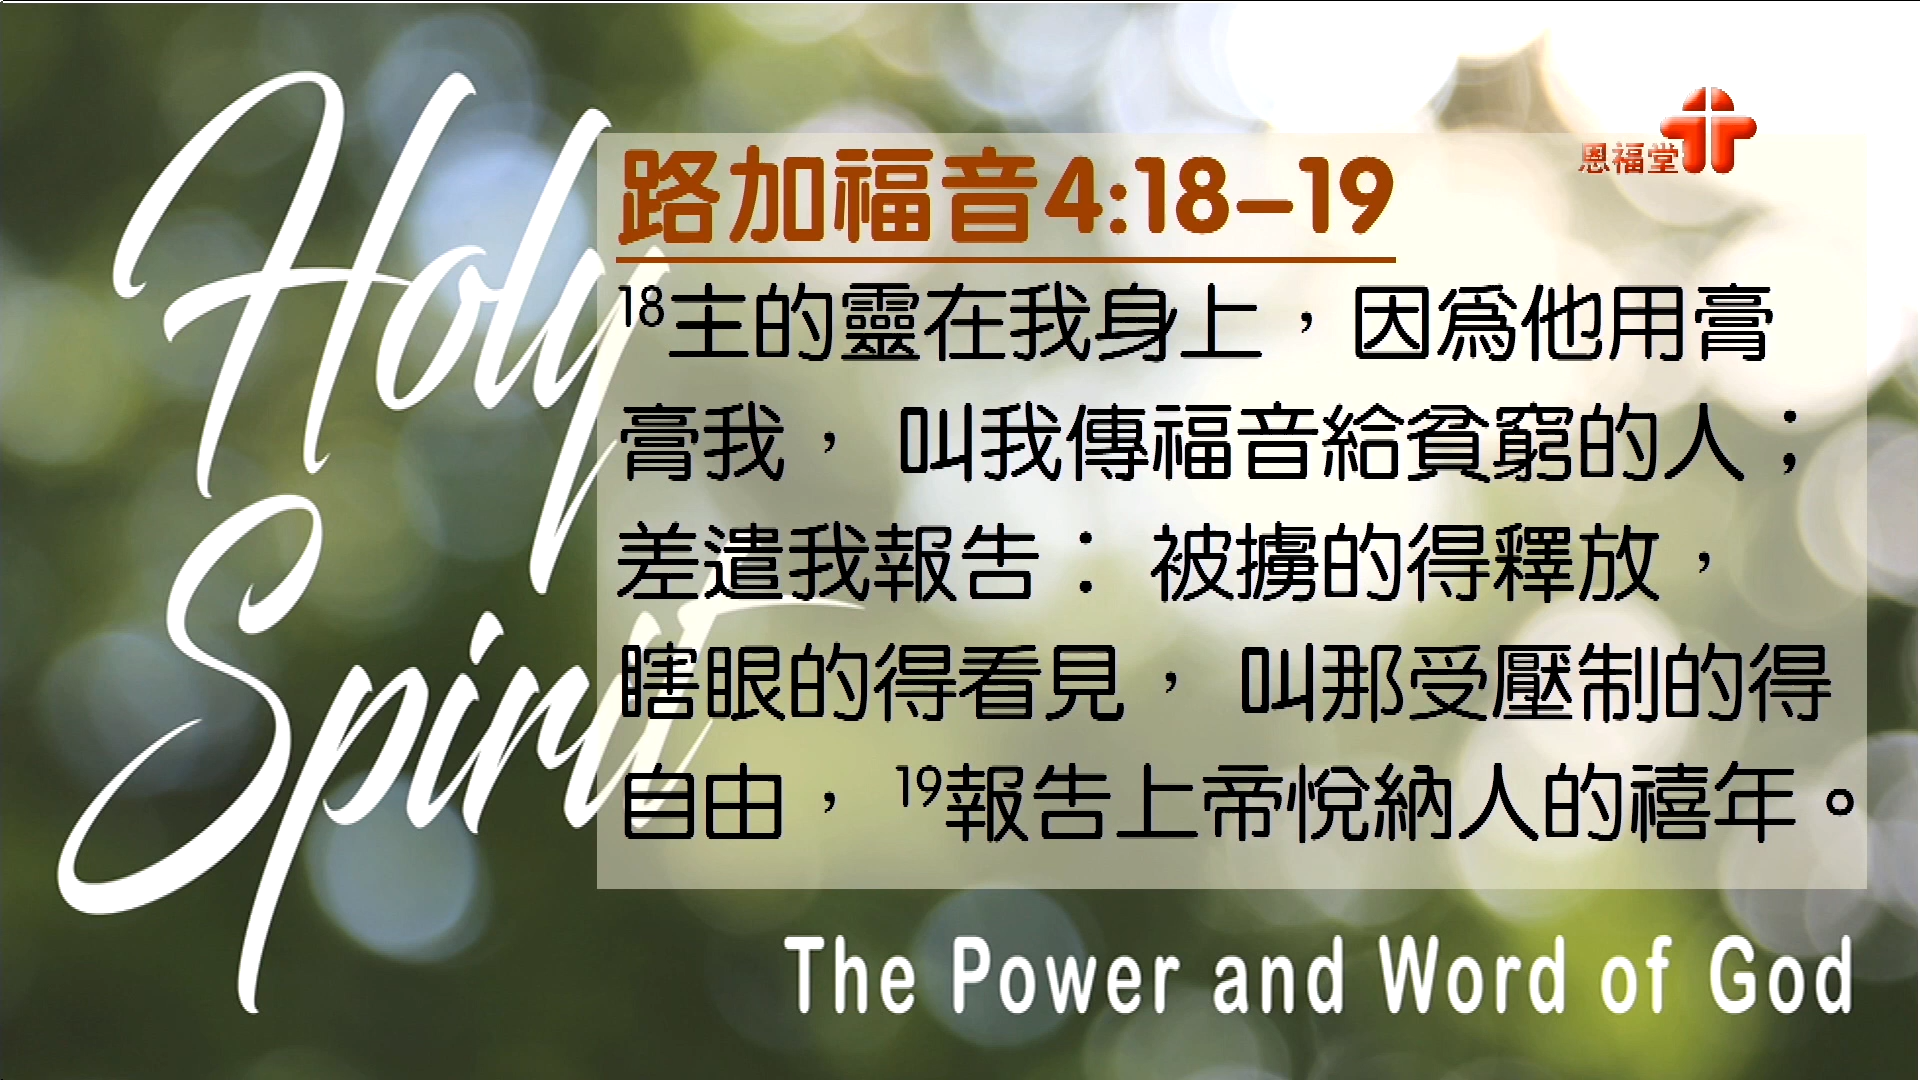 Holy
Spirit
恩福堂
路加福音4:18-19
18主的靈在我身上，因為他用膏
膏我， 叫我傳福音給貧窮的人；
差遣我報告： 被擄的得釋放，
瞎眼的得看見， 叫那受壓制的得
自由， 19報告上帝悅納人的禧年。
The Power and Word of God